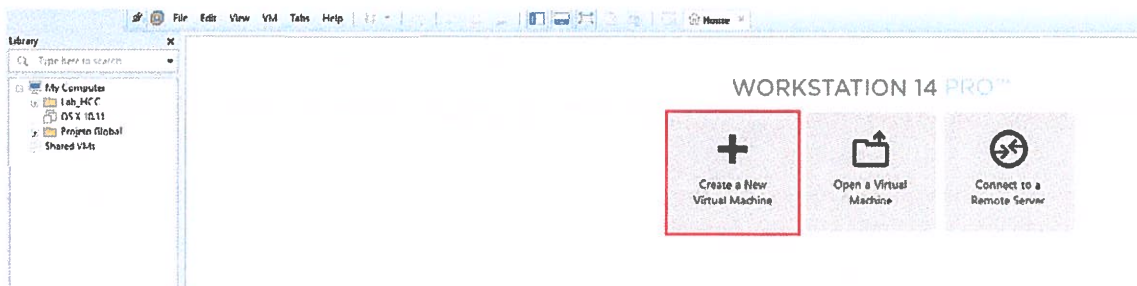 File Edit View VM Tabs Help Home
Library
Type here to search
My Computer
Lab_HCC
OS X 10.11
Projeto Global
Shared VMs
WORKSTATION 14 PRO™
Create a New
Virtual Machine
Open a Virtual
Machine
Connect to a
Remote Server